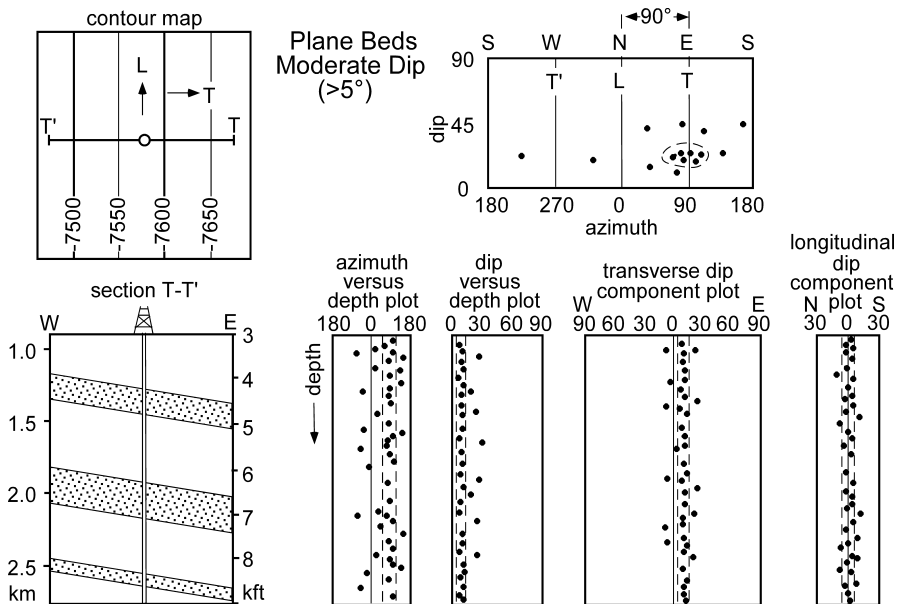 contour map
L
T
T'
T
-7500
-7550
-7600
-7650
Plane Beds
Moderate Dip
(>5°)
90°
S W N E S
90
45
0
dip
T' L T
180 270 0 90 180
azimuth
section T-T'
W E
1.0
1.5
2.0
2.5
km
3
4
5
6
7
8
kft
azimuth
versus
depth plot
180 0 180
depth
dip
versus
depth plot
0 30 90
transverse dip
component plot
W E
90 60 30 0 30 60 90
longitudinal
dip
component
plot
N S
30 0 30